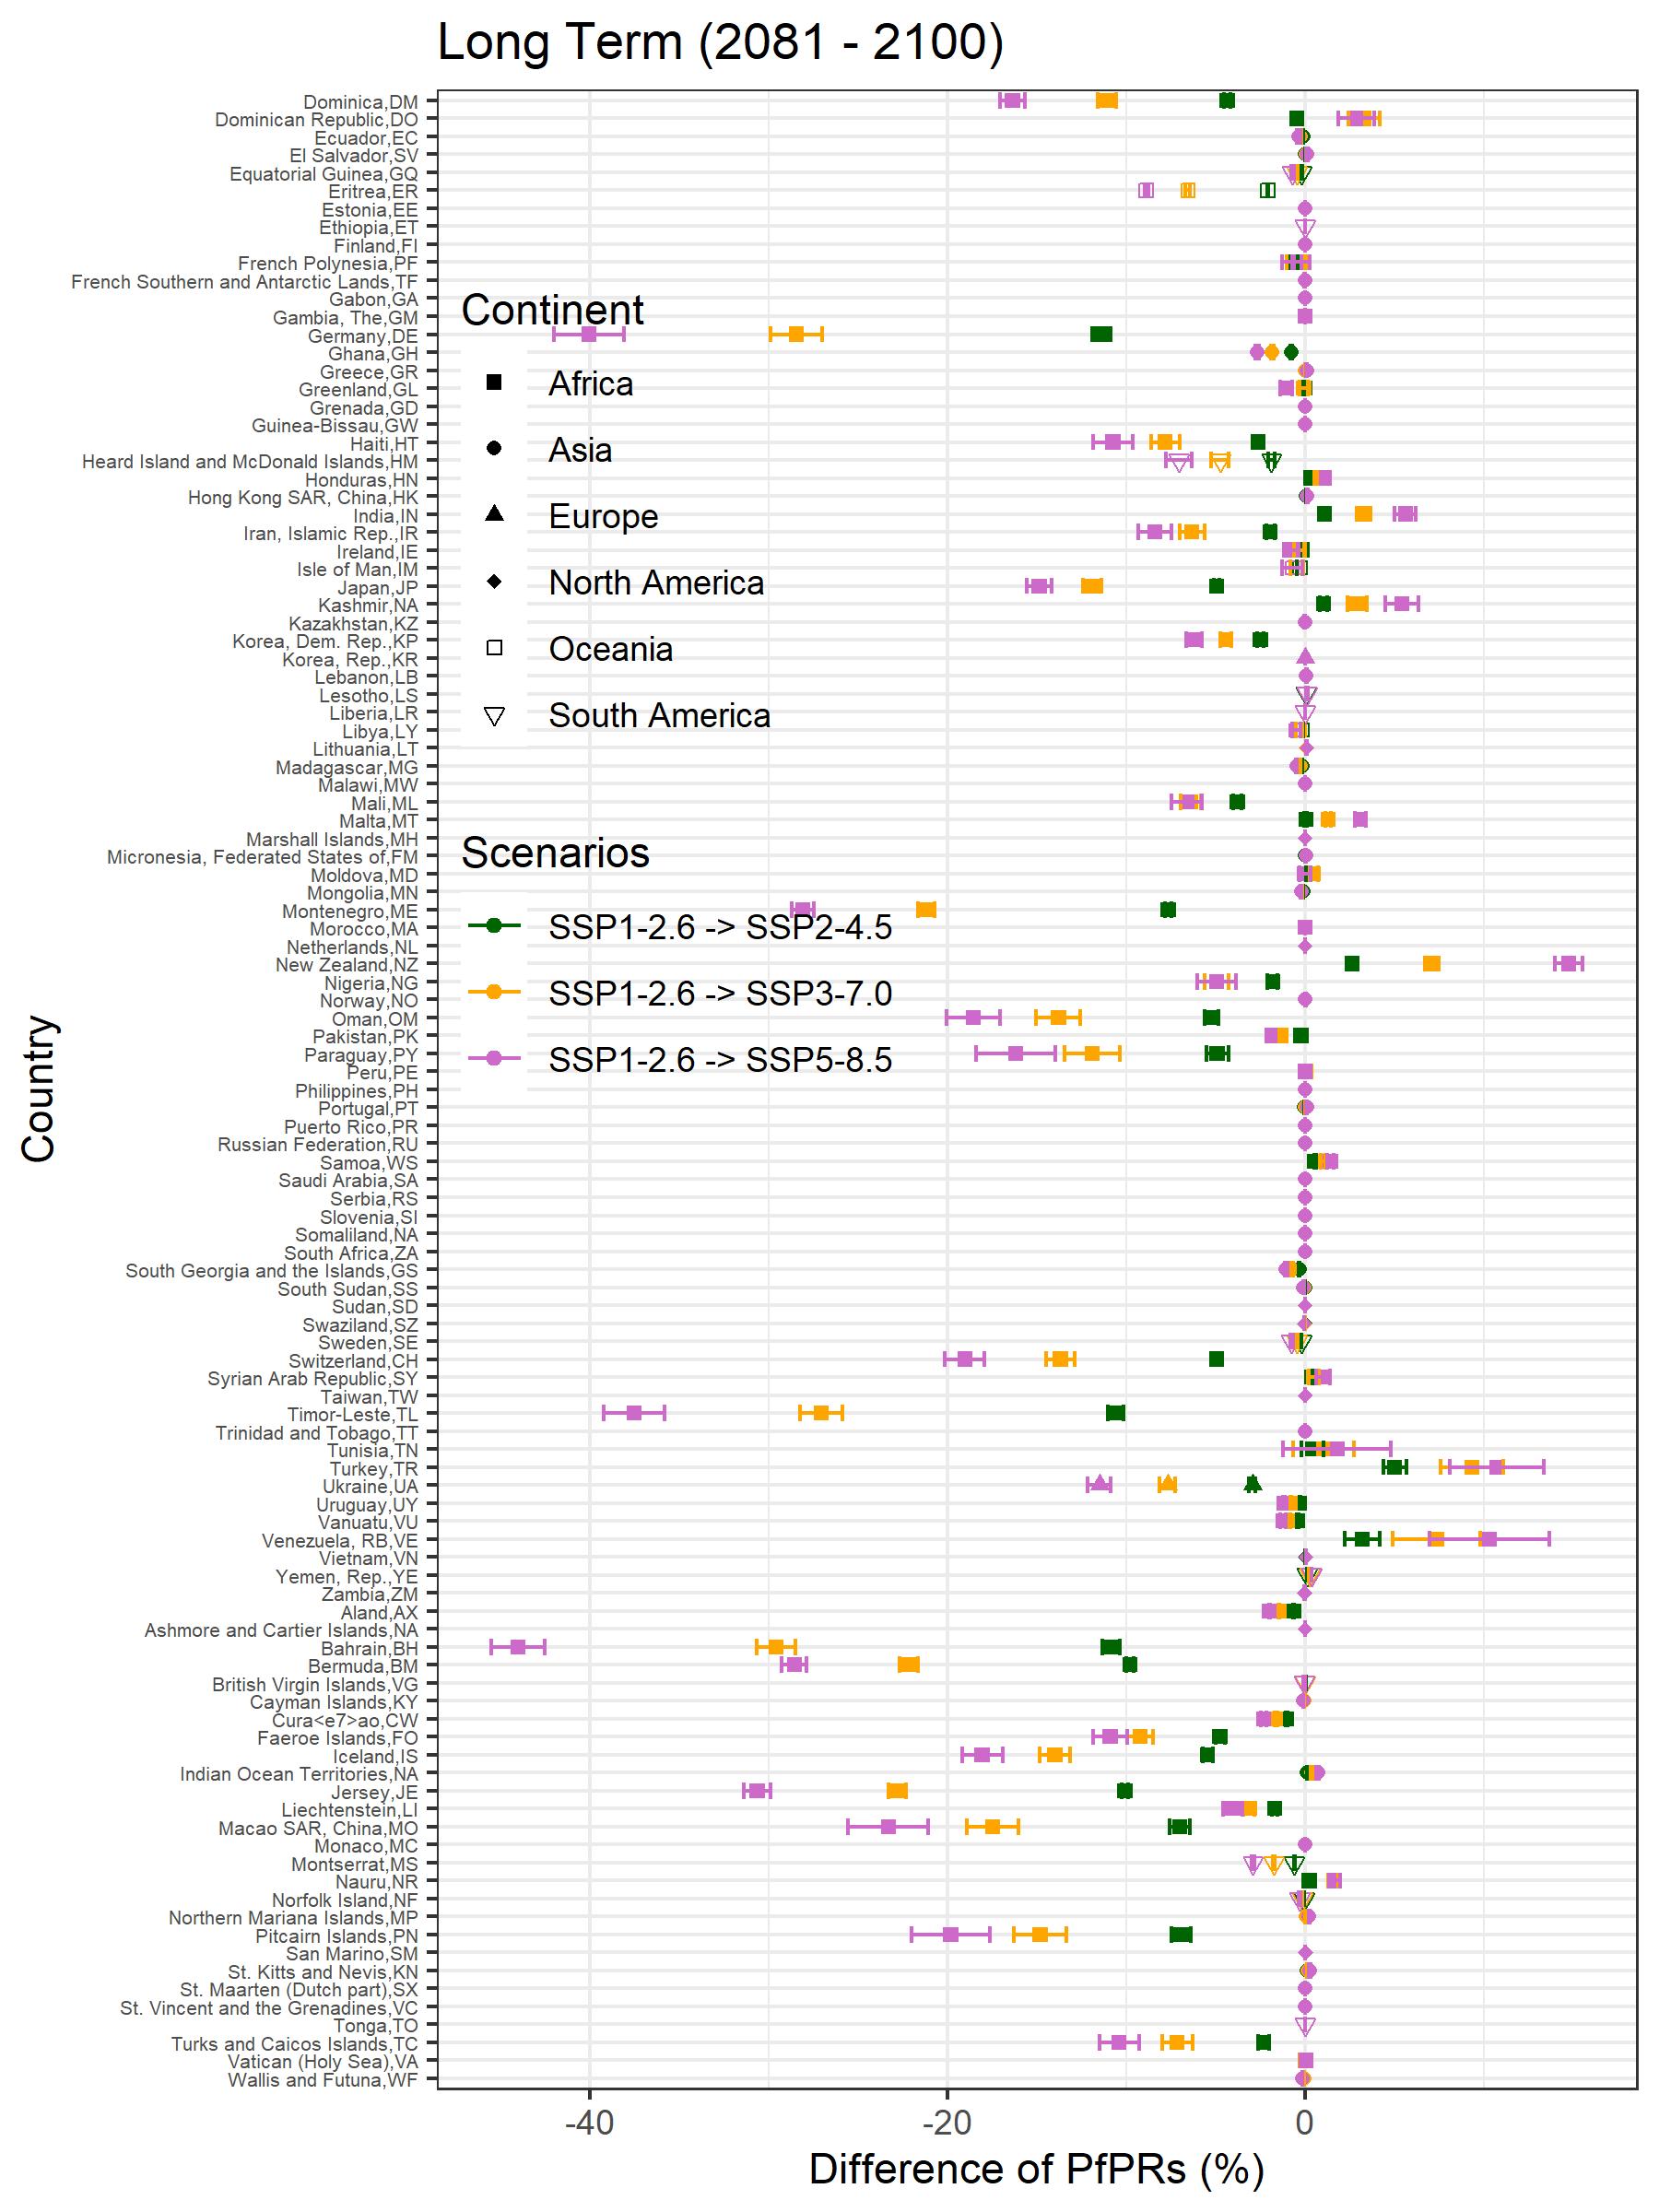 Long Term (2081 - 2100)
Dominica,DM
Dominican Republic,DO
Ecuador,EC
El Salvador,SV
Equatorial Guinea,GQ
Eritrea,ER
Estonia,EE
Ethiopia,ET
Finland,FI
French Polynesia,PF
French Southern and Antarctic Lands,TF
Gabon,GA
Gambia, The,GM
Germany,DE
Ghana,GH
Greece,GR
Greenland,GL
Grenada,GD
Guinea-Bissau,GW
Haiti,HT
Heard Island and McDonald Islands,HM
Honduras,HN
Hong Kong SAR, China,HK
India,IN
Iran, Islamic Rep.,IR
Ireland,IE
Isle of Man,IM
Japan,JP
Kashmir,NA
Kazakhstan,KZ
Korea, Dem. Rep.,KP
Korea, Rep.,KR
Lebanon,LB
Lesotho,LS
Liberia,LR
Libya,LY
Lithuania,LT
Madagascar,MG
Malawi,MW
Mali,ML
Malta,MT
Marshall Islands,MH
Micronesia, Federated States of,FM
Moldova,MD
Mongolia,MN
Montenegro,ME
Morocco,MA
Netherlands,NL
New Zealand,NZ
Nigeria,NG
Norway,NO
Oman,OM
Pakistan,PK
Paraguay,PY
Peru,PE
Philippines,PH
Portugal,PT
Puerto Rico,PR
Russian Federation,RU
Samoa,WS
Saudi Arabia,SA
Serbia,RS
Slovenia,SI
Somaliland,NA
South Africa,ZA
South Georgia and the Islands,GS
South Sudan,SS
Sudan,SD
Swaziland,SZ
Sweden,SE
Switzerland,CH
Syrian Arab Republic,SY
Taiwan,TW
Timor-Leste,TL
Trinidad and Tobago,TT
Tunisia,TN
Turkey,TR
Ukraine,UA
Uruguay,UY
Vanuatu,VU
Venezuela, RB,VE
Vietnam,VN
Yemen, Rep.,YE
Zambia,ZM
Aland,AX
Ashmore and Cartier Islands,NA
Bahrain,BH
Bermuda,BM
British Virgin Islands,VG
Cayman Islands,KY
Cura<e7>ao,CW
Faeroe Islands,FO
Iceland,IS
Indian Ocean Territories,NA
Jersey,JE
Liechtenstein,LI
Macao SAR, China,MO
Monaco,MC
Montserrat,MS
Nauru,NR
Norfolk Island,NF
Northern Mariana Islands,MP
Pitcairn Islands,PN
San Marino,SM
St. Kitts and Nevis,KN
St. Maarten (Dutch part),SX
St. Vincent and the Grenadines,VC
Tonga,TO
Turks and Caicos Islands,TC
Vatican (Holy Sea),VA
Wallis and Futuna,WF
Country
Continent
Africa
Asia
Europe
North America
Oceania
South America
Scenarios
SSP1-2.6 -> SSP2-4.5
SSP1-2.6 -> SSP3-7.0
SSP1-2.6 -> SSP5-8.5
-40 -20 0
Difference of PfPRs (%)